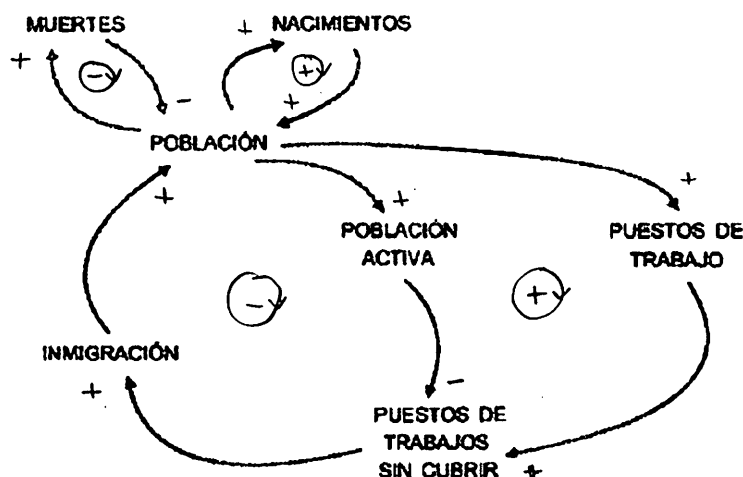 MUERTES
+ NACIMIENTOS
+
−
+
−
+
POBLACIÓN
+
+
+
POBLACIÓN
ACTIVA
PUESTOS DE
TRABAJO
−
+
INMIGRACIÓN
+
−
PUESTOS DE
TRABAJOS
SIN CUBRIR +